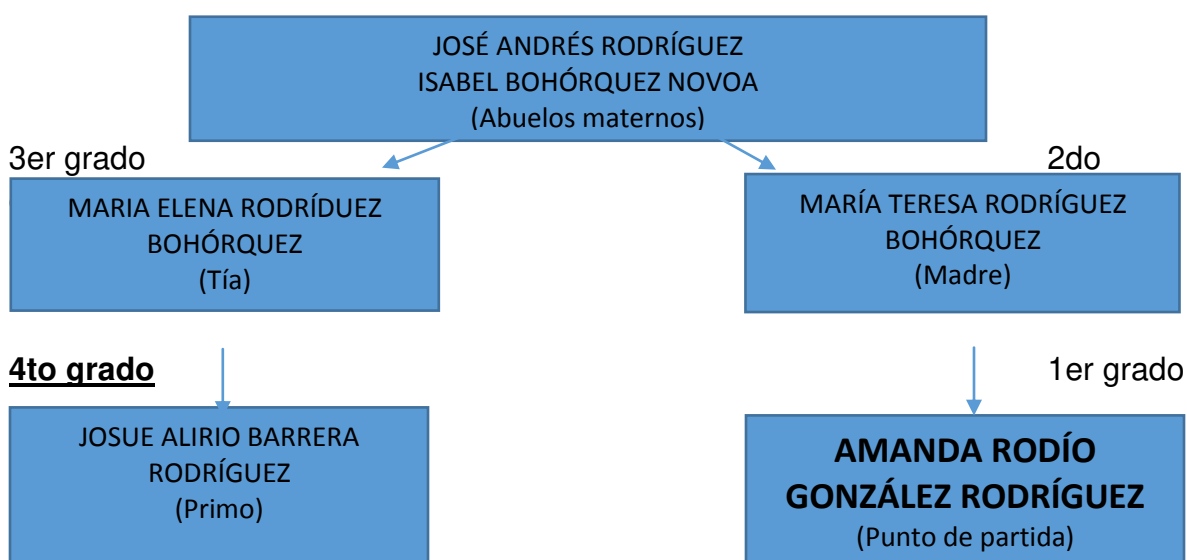 JOSÉ ANDRÉS RODRÍGUEZ
ISABEL BOHÓRQUEZ NOVOA
(Abuelos maternos)
3er grado
2do
MARIA ELENA RODRÍDUEZ
BOHÓRQUEZ
(Tía)
MARÍA TERESA RODRÍGUEZ
BOHÓRQUEZ
(Madre)
4to grado
1er grado
JOSUE ALIRIO BARRERA
RODRÍGUEZ
(Primo)
AMANDA RODÍO
GONZÁLEZ RODRÍGUEZ
(Punto de partida)